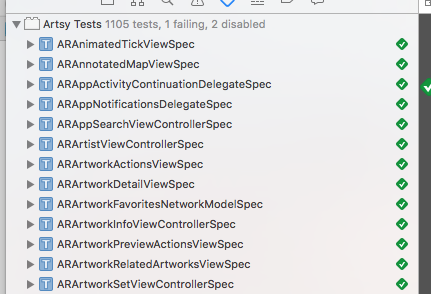 Artsy Tests 1105 tests, 1 failing, 2 disabled
T ARAnimatedTickViewSpec
T ARAnnotatedMapViewSpec
T ARAppActivityContinuationDelegateSpec
T ARAppNotificationsDelegateSpec
T ARAppSearchViewControllerSpec
T ARArtistViewControllerSpec
T ARArtworkActionsViewSpec
T ARArtworkDetailViewSpec
T ARArtworkFavoritesNetworkModelSpec
T ARArtworkInfoViewControllerSpec
T ARArtworkPreviewActionsViewSpec
T ARArtworkRelatedArtworksViewSpec
T ARArtworkSetViewControllerSpec